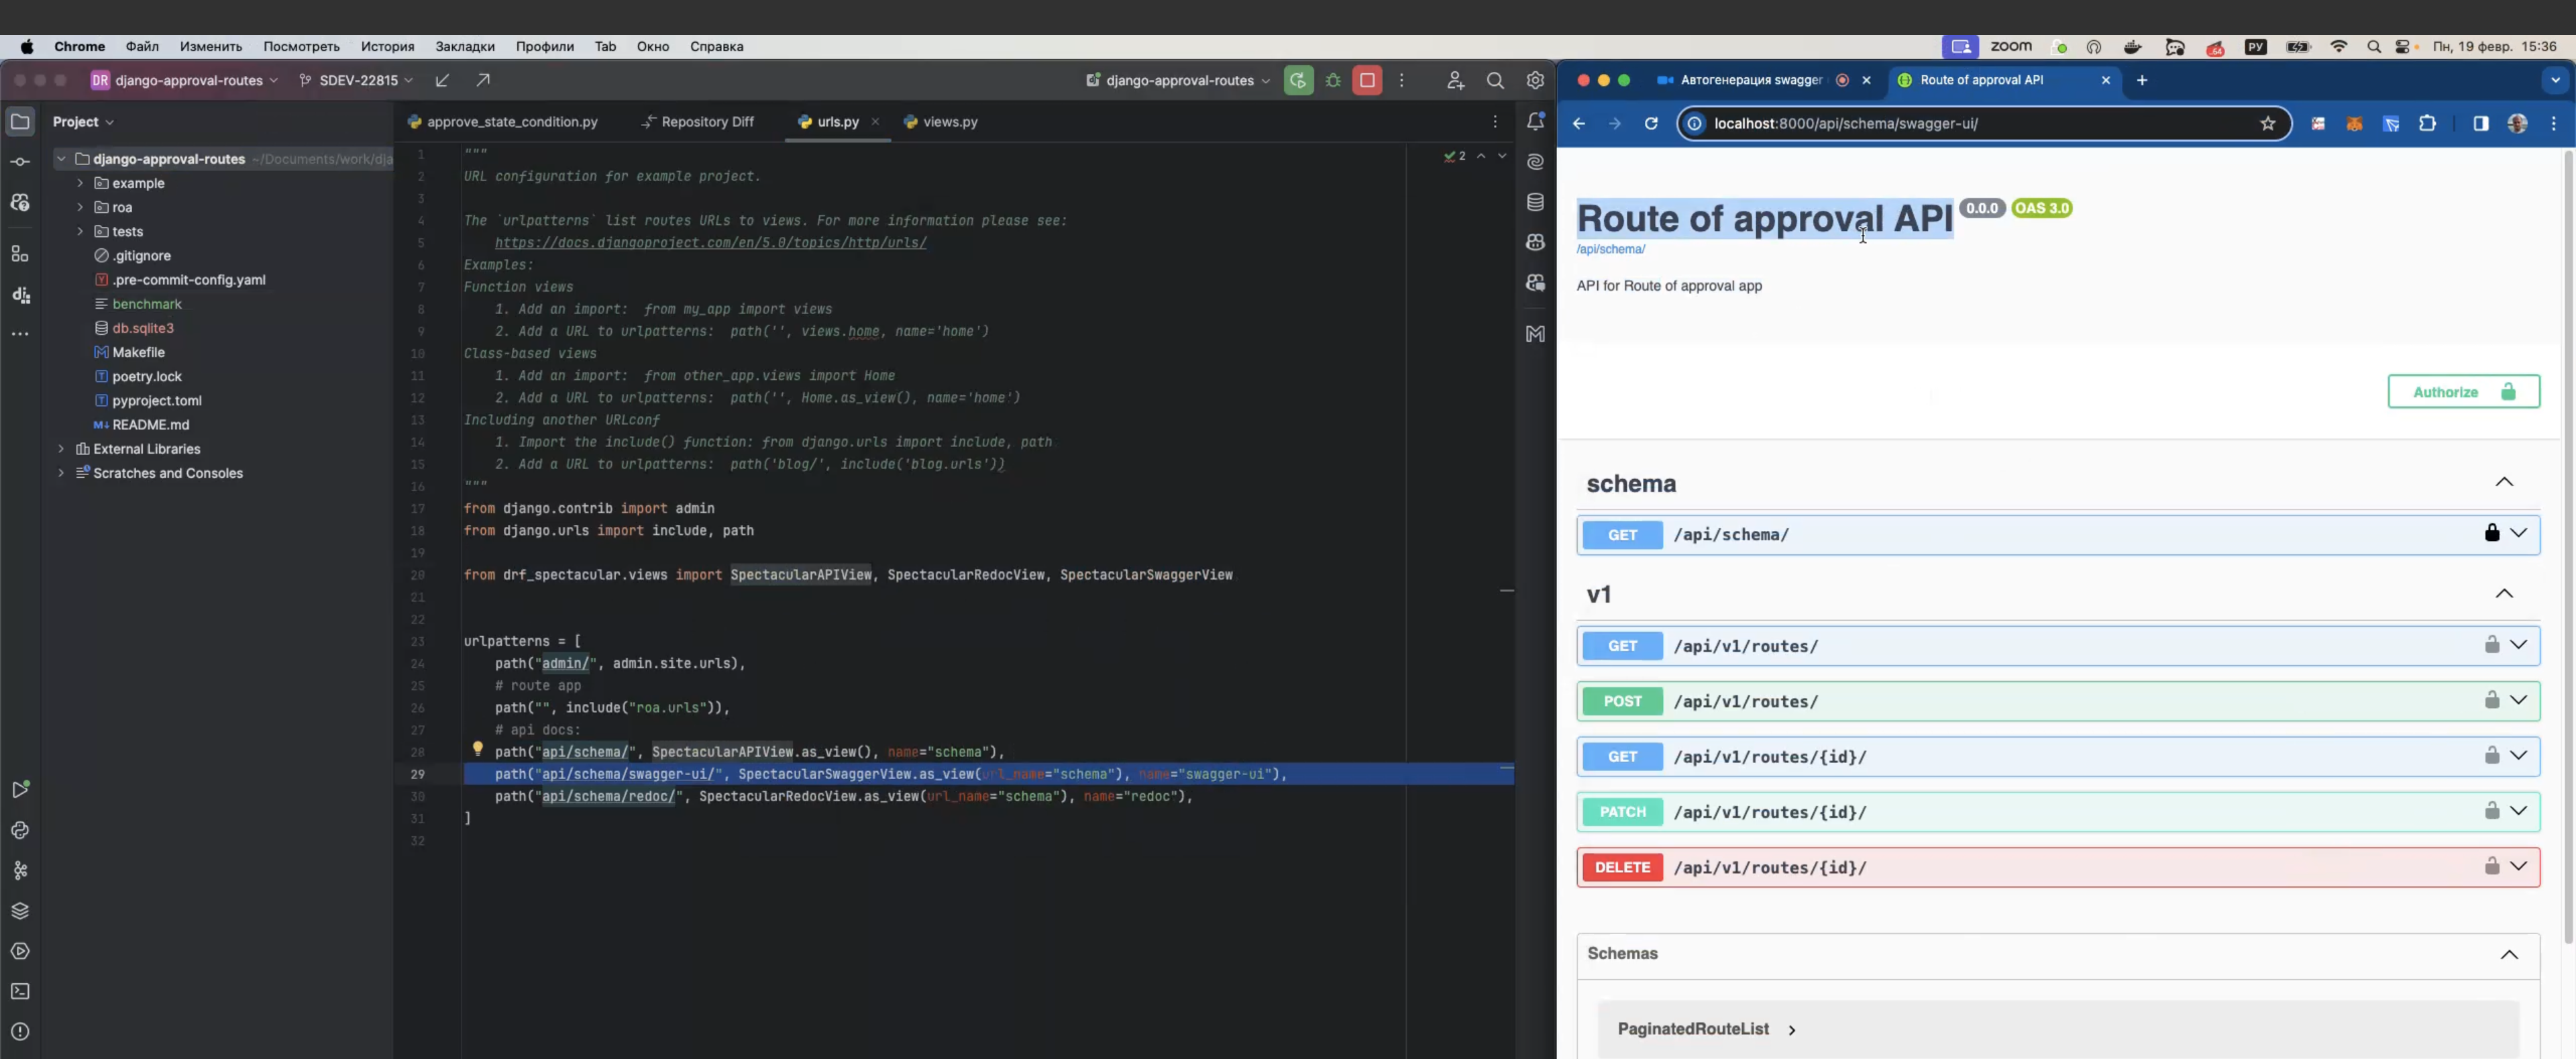 Chrome Файл Изменить Посмотреть История Закладки Профили Tab Окно Справка
zoom РУ Пн, 19 февр. 15:36
DR django-approval-routes SDEV-22815 django-approval-routes
Project
django-approval-routes ~/Documents/work/dja
example
roa
tests
.gitignore
.pre-commit-config.yaml
benchmark
db.sqlite3
Makefile
poetry.lock
pyproject.toml
README.md
External Libraries
Scratches and Consoles
approve_state_condition.py Repository Diff urls.py views.py
2
1 """
2 URL configuration for example project.
3
4 The `urlpatterns` list routes URLs to views. For more information please see:
5 https://docs.djangoproject.com/en/5.0/topics/http/urls/
6 Examples:
7 Function views
8 1. Add an import: from my_app import views
9 2. Add a URL to urlpatterns: path('', views.home, name='home')
10 Class-based views
11 1. Add an import: from other_app.views import Home
12 2. Add a URL to urlpatterns: path('', Home.as_view(), name='home')
13 Including another URLconf
14 1. Import the include() function: from django.urls import include, path
15 2. Add a URL to urlpatterns: path('blog/', include('blog.urls'))
16 """
17 from django.contrib import admin
18 from django.urls import include, path
19
20 from drf_spectacular.views import SpectacularAPIView, SpectacularRedocView, SpectacularSwaggerView
21
22
23 urlpatterns = [
24 path("admin/", admin.site.urls),
25 # route app
26 path("", include("roa.urls")),
27 # api docs:
28 path("api/schema/", SpectacularAPIView.as_view(), name="schema"),
29 path("api/schema/swagger-ui/", SpectacularSwaggerView.as_view(url_name="schema"), name="swagger-ui"),
30 path("api/schema/redoc/", SpectacularRedocView.as_view(url_name="schema"), name="redoc"),
31 ]
32
Автогенерация swagger Route of approval API
localhost:8000/api/schema/swagger-ui/
Route of approval API 0.0.0 OAS 3.0
/api/schema/
API for Route of approval app
Authorize
schema
GET /api/schema/
v1
GET /api/v1/routes/
POST /api/v1/routes/
GET /api/v1/routes/{id}/
PATCH /api/v1/routes/{id}/
DELETE /api/v1/routes/{id}/
Schemas
PaginatedRouteList